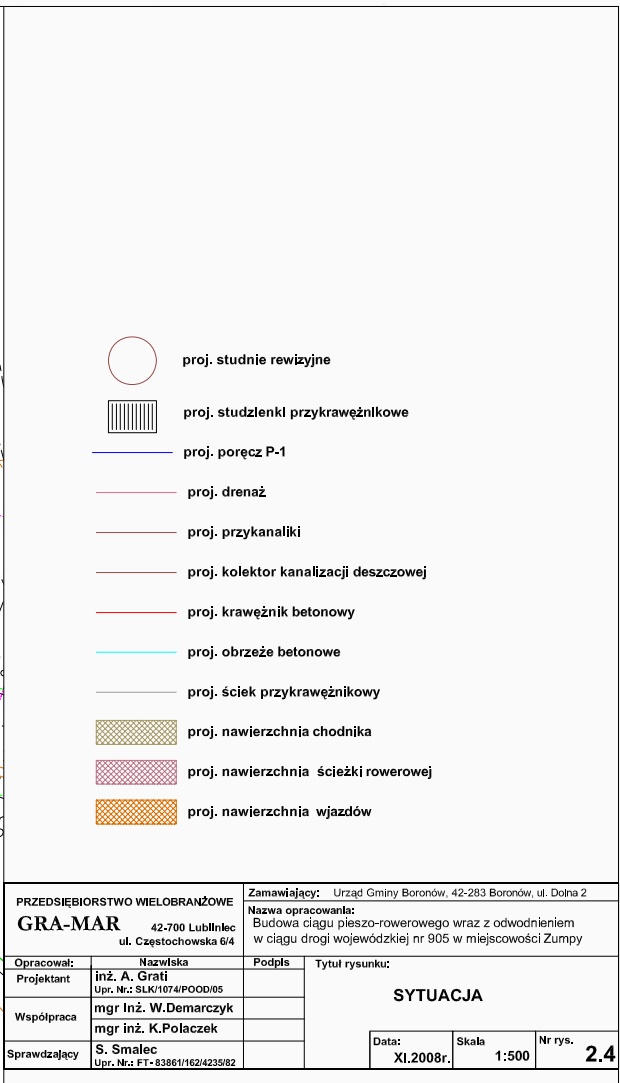 proj. studnie rewizyjne
proj. studzienki przykrawężnikowe
proj. poręcz P-1
proj. drenaż
proj. przykanaliki
proj. kolektor kanalizacji deszczowej
proj. krawężnik betonowy
proj. obrzeże betonowe
proj. ściek przykrawężnikowy
proj. nawierzchnia chodnika
proj. nawierzchnia ścieżki rowerowej
proj. nawierzchnia wjazdów
PRZEDSIĘBIORSTWO WIELOBRANŻOWE
GRA-MAR 42-700 Lubliniec
ul. Częstochowska 6/4
Zamawiający: Urząd Gminy Boronów, 42-283 Boronów, ul. Dolna 2
Nazwa opracowania:
Budowa ciągu pieszo-rowerowego wraz z odwodnieniem
w ciągu drogi wojewódzkiej nr 905 w miejscowości Zumpy
Opracował: Nazwiska Podpis
Projektant inż. A. Grati
Upr. Nr.: SLK/1074/POOD/05
Współpraca mgr inż. W.Demarczyk
mgr inż. K.Polaczek
Sprawdzający S. Smalec
Upr. Nr.: FT- 83861/162/4235/82
Tytuł rysunku:
SYTUACJA
Data: XI.2008r.
Skala 1:500
Nr rys. 2.4